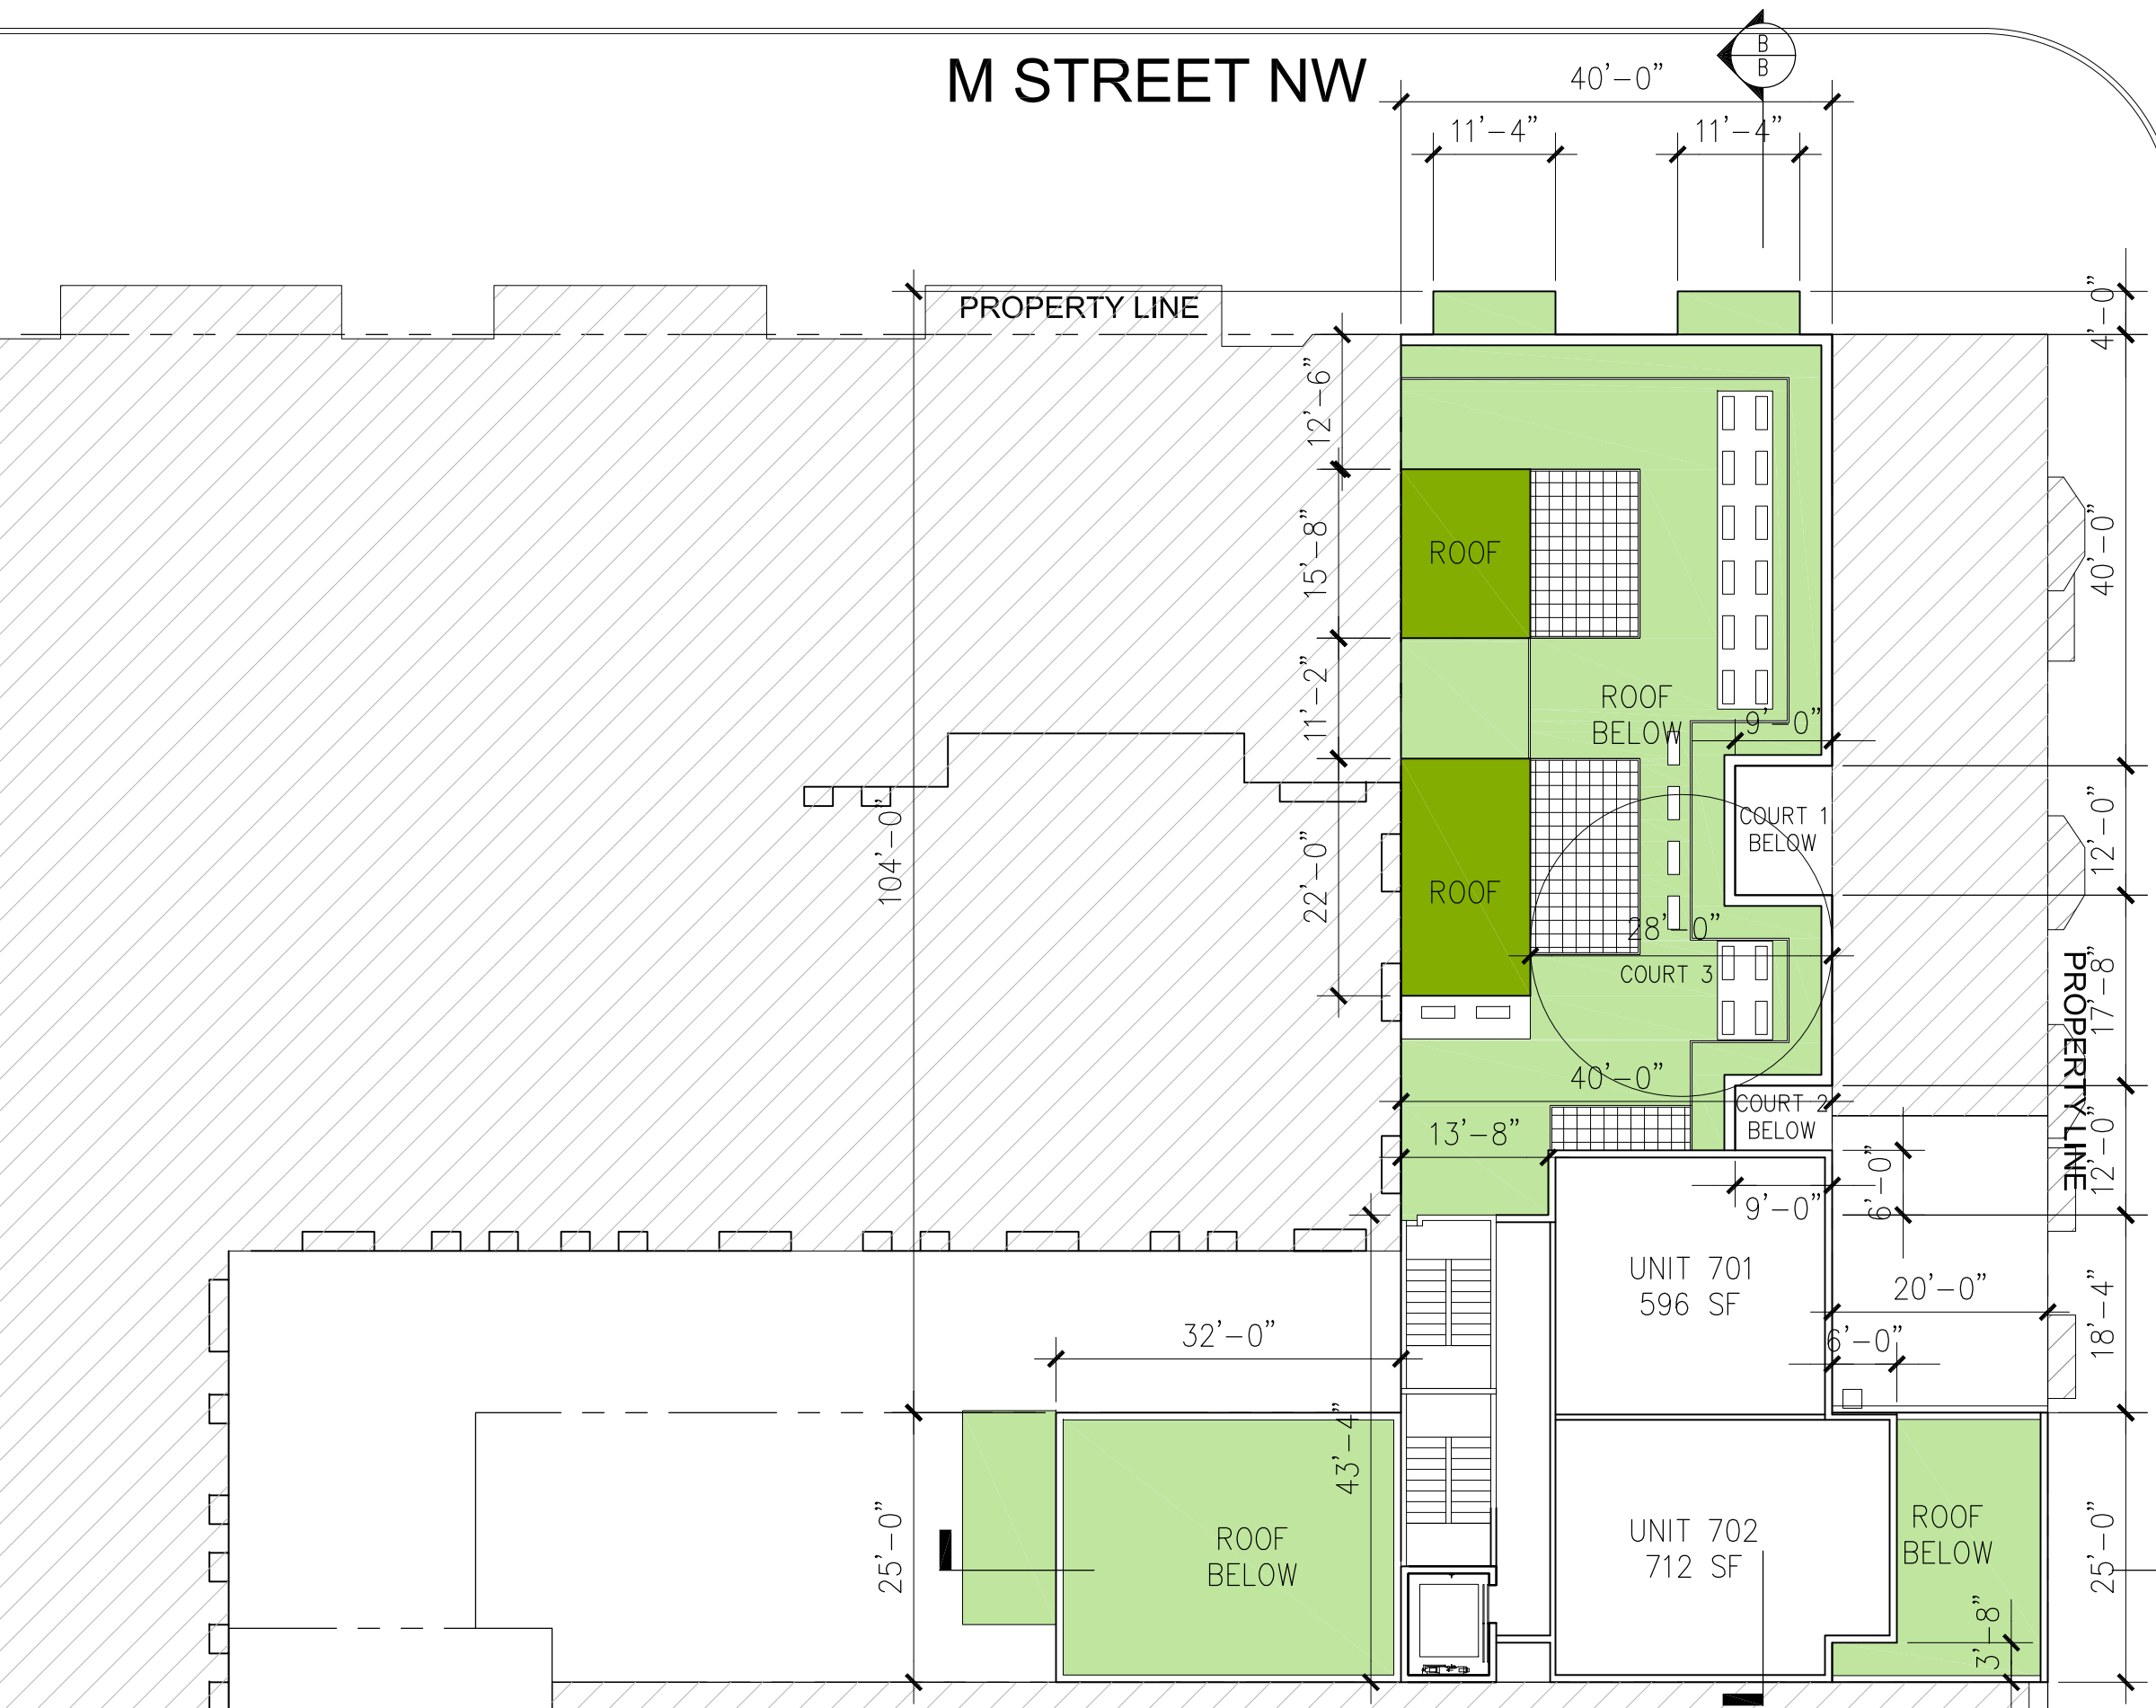 B
B
M STREET NW
40'-0"
11'-4"
11'-4"
PROPERTY LINE
4'-0"
12'-6"
15'-8"
ROOF
40'-0"
11'-2"
ROOF
BELOW
9'-0"
COURT 1
BELOW
12'-0"
104'-0"
22'-0"
ROOF
28'-0"
COURT 3
PROPERTY LINE
17'-8"
40'-0"
COURT 2
BELOW
13'-8"
12'-0"
6'-0"
9'-0"
UNIT 701
596 SF
20'-0"
18'-4"
32'-0"
6'-0"
43'-4"
25'-0"
ROOF
BELOW
UNIT 702
712 SF
ROOF
BELOW
25'-0"
3'-8"